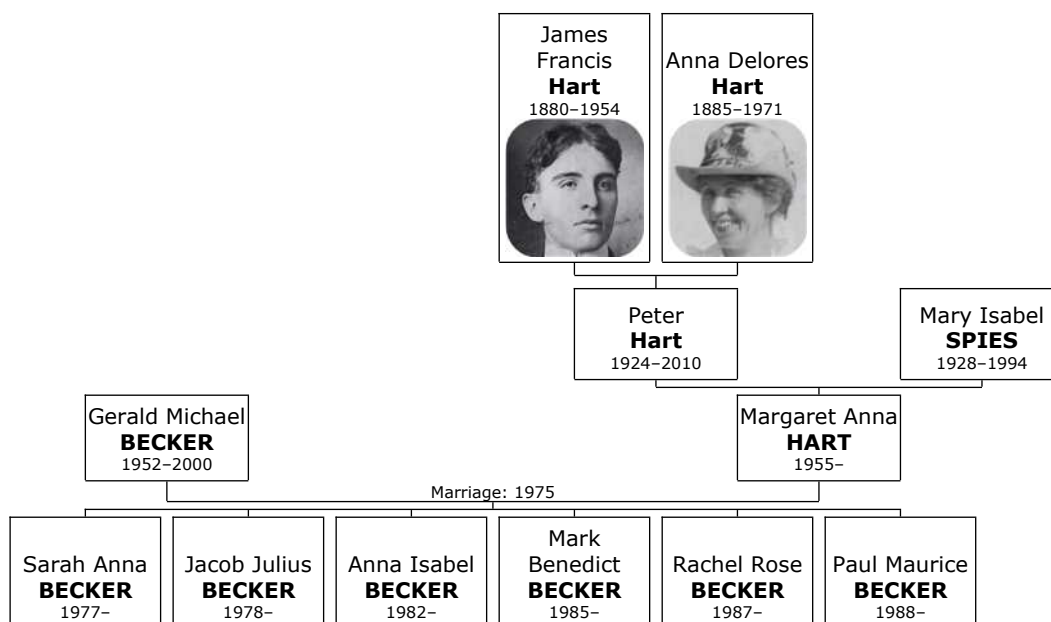 James
Francis
Hart
1880–1954
Anna Delores
Hart
1885–1971
Peter
Hart
1924–2010
Mary Isabel
SPIES
1928–1994
Gerald Michael
BECKER
1952–2000
Margaret Anna
HART
1955–
Marriage: 1975
Sarah Anna
BECKER
1977–
Jacob Julius
BECKER
1978–
Anna Isabel
BECKER
1982–
Mark
Benedict
BECKER
1985–
Rachel Rose
BECKER
1987–
Paul Maurice
BECKER
1988–